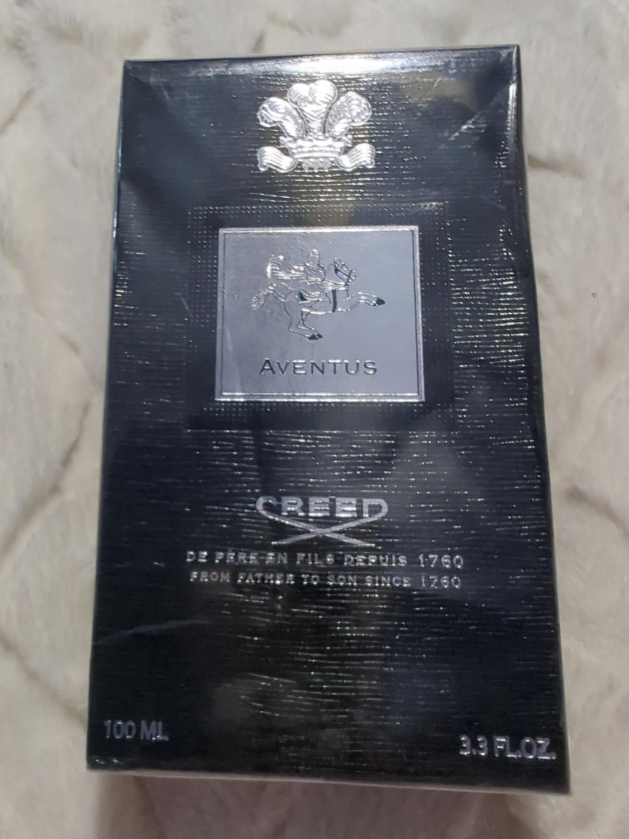 AVENTUS
CREED
DE PERE EN FILS DEPUIS 1760
FROM FATHER TO SON SINCE 1760
100 ML
3.3 FL.OZ.